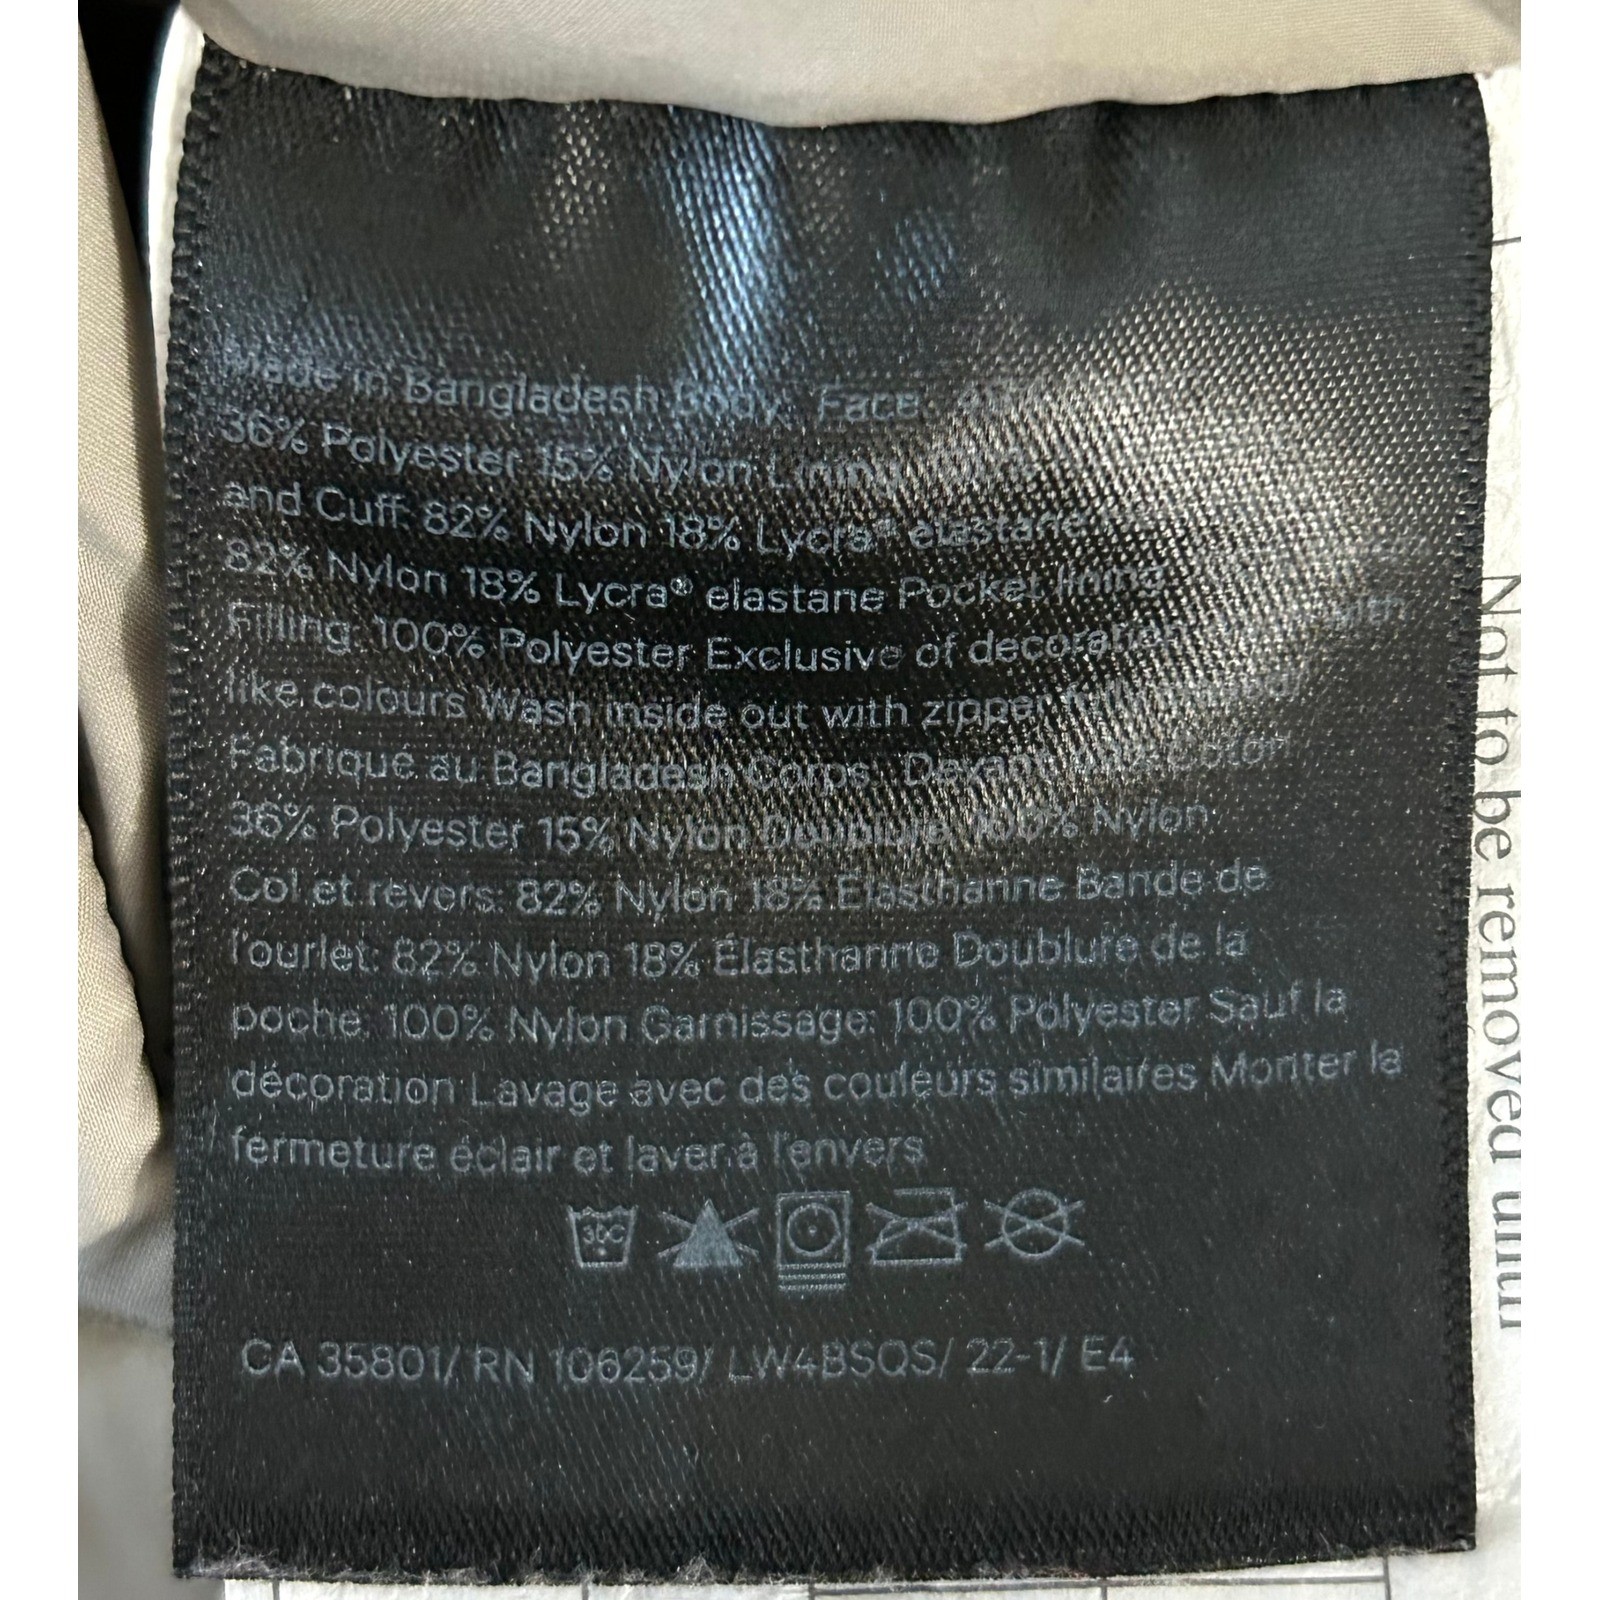 Made in Bangladesh Body: Face:
36% Polyester 15% Nylon Lining:
and Cuff: 82% Nylon 18% Lycra® elastane
82% Nylon 18% Lycra® elastane Pocket lining
Filling: 100% Polyester Exclusive of decoration with
like colours Wash inside out with zipper
Fabriqué au Bangladesh Corps: Devant: Coton
36% Polyester 15% Nylon Doublure: 100% Nylon
Col et revers: 82% Nylon 18% Élasthanne Bande de
l'ourlet: 82% Nylon 18% Élasthanne Doublure de la
poche: 100% Nylon Garnissage: 100% Polyester Sauf la
décoration Lavage avec des couleurs similaires Monter la
fermeture éclair et laver à l'envers
30C
CA 35801/ RN 106259/ LW4BSQS/ 22-1/ E4
Not to be removed until